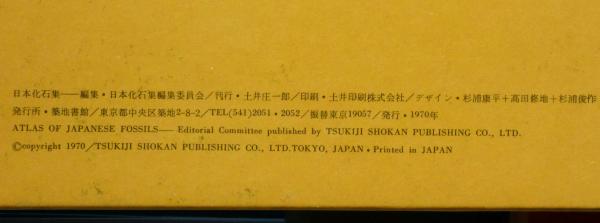 日本化石集——編集・日本化石集編集委員会／刊行・土井庄一郎／印刷・土井印刷株式会社／デザイン・杉浦康平＋高田修地＋杉浦俊作
発行所・築地書館／東京都中央区築地2-8-2／TEL(541)2051・2052／振替東京19057／発行・1970年
ATLAS OF JAPANESE FOSSILS—— Editorial Committee published by TSUKIJI SHOKAN PUBLISHING CO., LTD.
©copyright 1970／TSUKIJI SHOKAN PUBLISHING CO., LTD.TOKYO, JAPAN・Printed in JAPAN